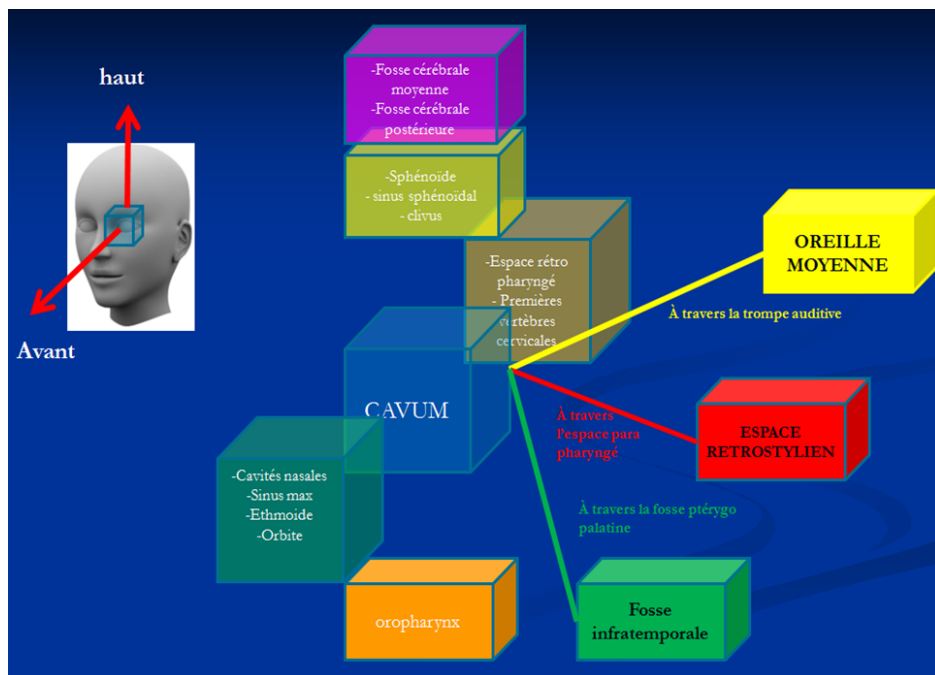 haut
Avant
-Fosse cérébrale
moyenne
-Fosse cérébrale
postérieure
-Sphénoïde
- sinus sphénoïdal
- clivus
-Espace rétro
pharyngé
- Premières
vertèbres
cervicales
OREILLE
MOYENNE
À travers la trompe auditive
CAVUM
À travers
l'espace para
pharyngé
ESPACE
RETROSTYLIEN
-Cavités nasales
-Sinus max
-Ethmoide
-Orbite
À travers la fosse ptérygo
palatine
oropharynx
Fosse
infratemporale